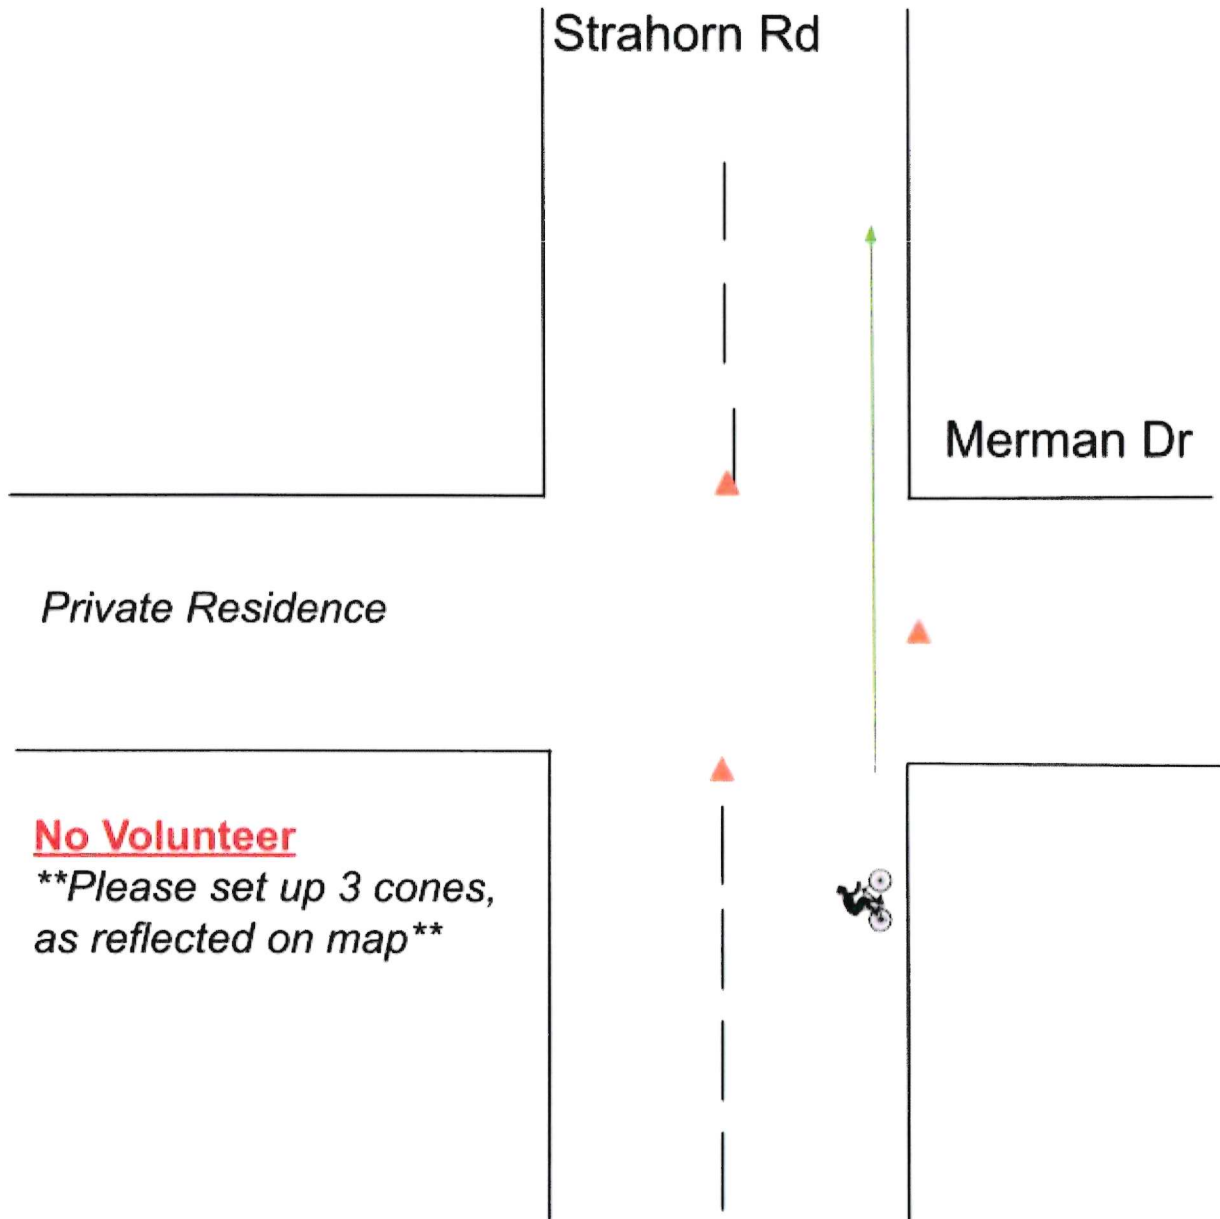 Strahorn Rd
Merman Dr
Private Residence
No Volunteer
**Please set up 3 cones,
as reflected on map**